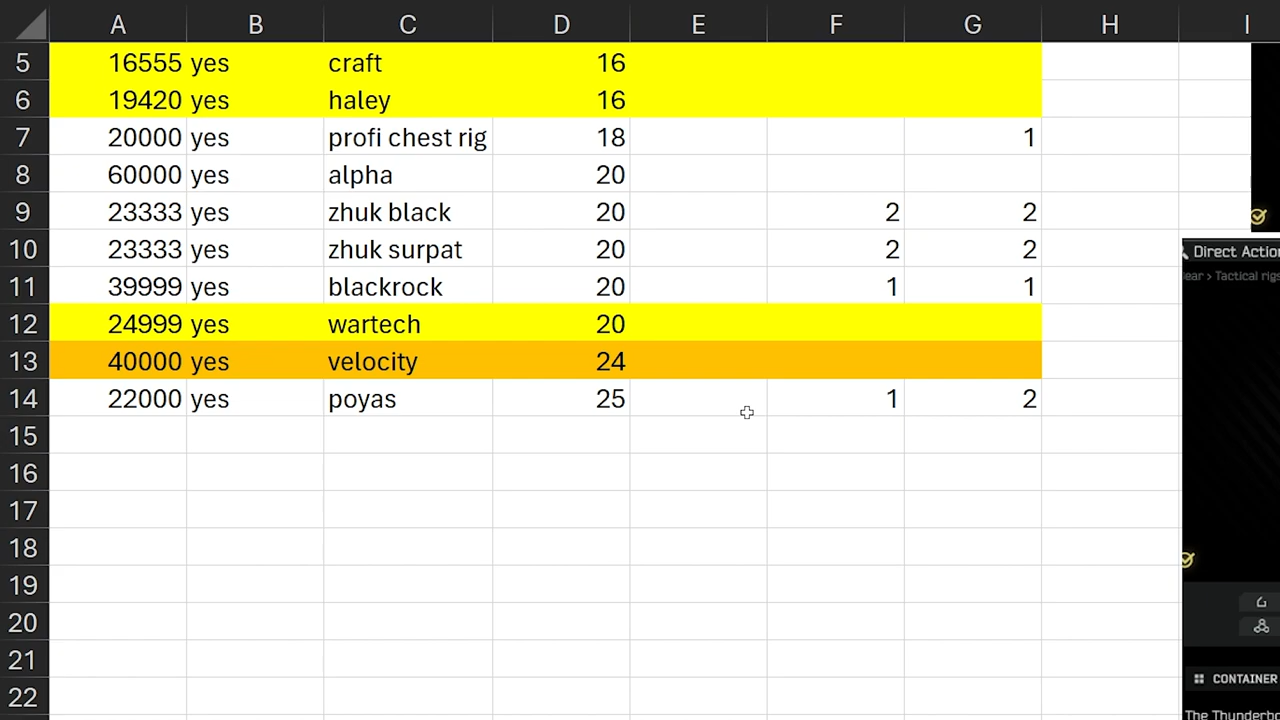 A B C D E F G H I
5 16555 yes craft 16
6 19420 yes haley 16
7 20000 yes profi chest rig 18 1
8 60000 yes alpha 20
9 23333 yes zhuk black 20 2 2
10 23333 yes zhuk surpat 20 2 2
11 39999 yes blackrock 20 1 1
12 24999 yes wartech 20
13 40000 yes velocity 24
14 22000 yes poyas 25 1 2
15
16
17
18
19
20
21
22
Direct Action
ear > Tactical rigs
CONTAINER
The Thunderbo